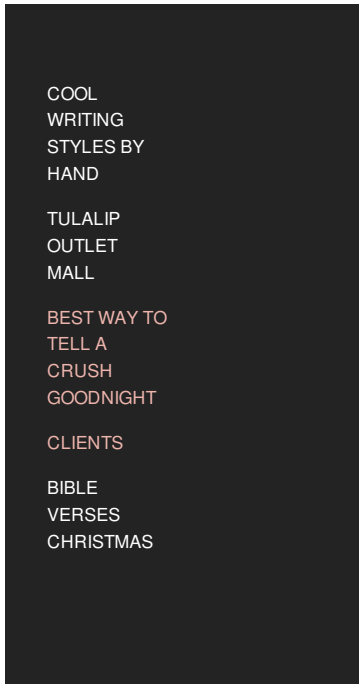 COOL
WRITING
STYLES BY
HAND
TULALIP
OUTLET
MALL
BEST WAY TO
TELL A
CRUSH
GOODNIGHT
CLIENTS
BIBLE
VERSES
CHRISTMAS